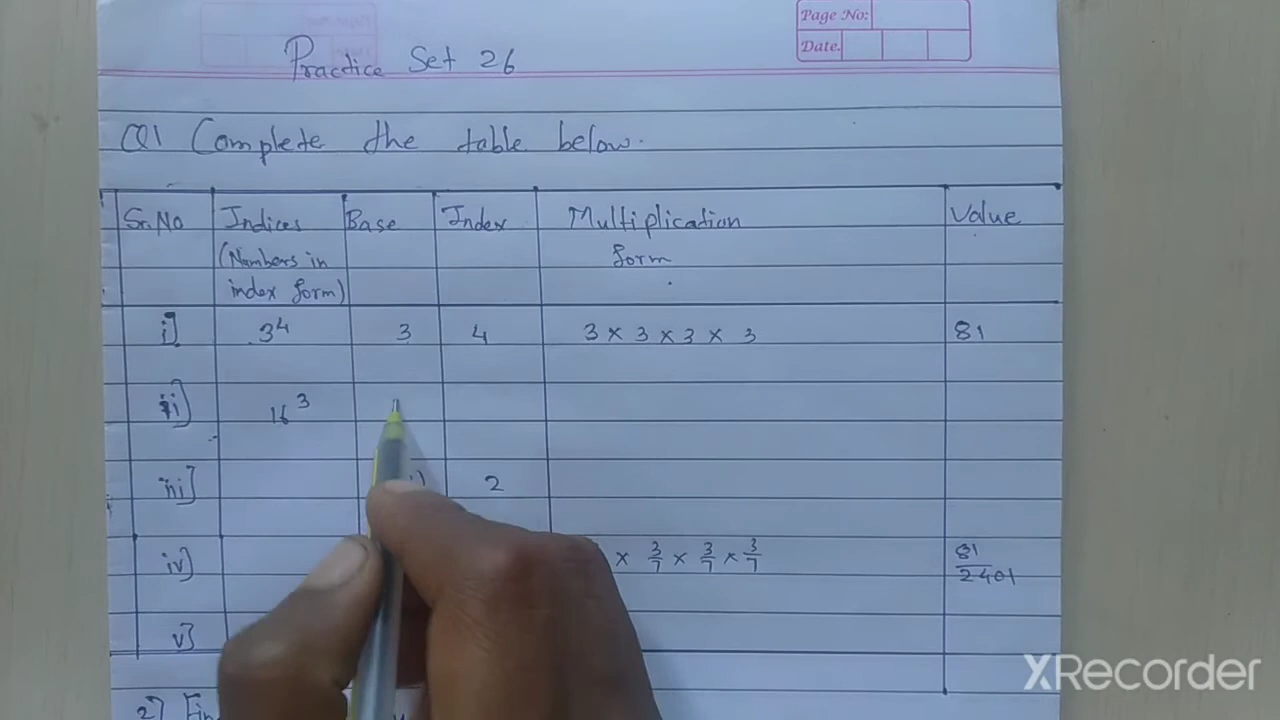 Page No:
Date.
Practice Set 26
Q1 Complete the table below.
Sr.No Indices Base Index Multiplication Value
(Numbers in form
index form)
i] 3⁴ 3 4 3 × 3 × 3 × 3 81
ii] 16³
iii] 2
iv] × 3/7 × 3/7 × 3/7 81/2401
v]
2]
XRecorder